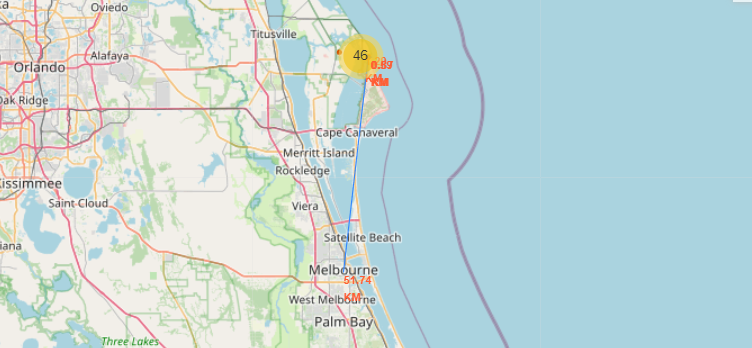 Oviedo
Titusville
46
Alafaya
Orlando
KM
Oak Ridge
Cape Canaveral
Merritt Island
Rockledge
Kissimmee
Saint Cloud
Viera
Satellite Beach
Melbourne
51.74
KM
West Melbourne
Palm Bay
Three Lakes